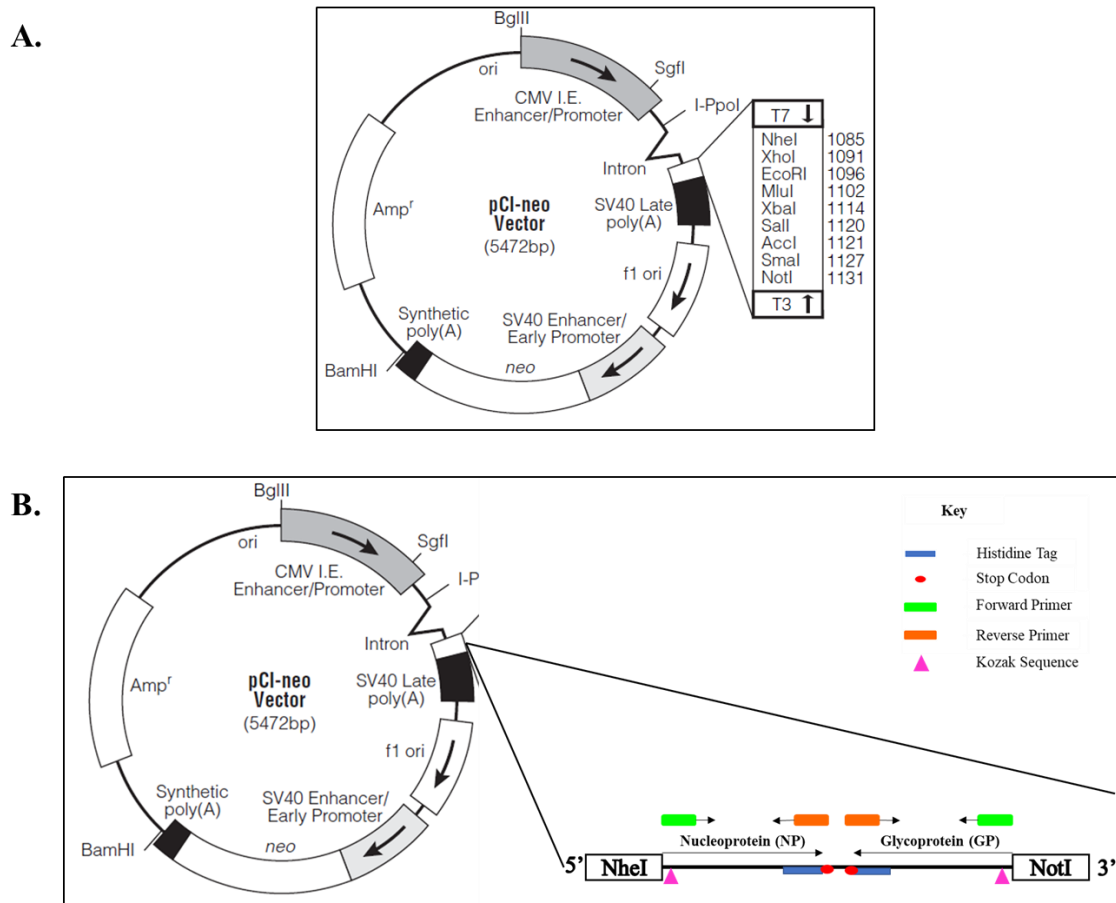 A.
BglII
ori
SgfI
CMV I.E.
Enhancer/Promoter
I-PpoI
Intron
T7
NheI 1085
XhoI 1091
EcoRI 1096
MluI 1102
XbaI 1114
SalI 1120
AccI 1121
SmaI 1127
NotI 1131
T3
Ampʳ
pCI-neo
Vector
(5472bp)
SV40 Late
poly(A)
f1 ori
Synthetic
poly(A)
SV40 Enhancer/
Early Promoter
BamHI
neo
B.
BglII
ori
SgfI
CMV I.E.
Enhancer/Promoter
I-P
Intron
Ampʳ
pCI-neo
Vector
(5472bp)
SV40 Late
poly(A)
f1 ori
Synthetic
poly(A)
SV40 Enhancer/
Early Promoter
BamHI
neo
Key
Histidine Tag
Stop Codon
Forward Primer
Reverse Primer
Kozak Sequence
Nucleoprotein (NP) Glycoprotein (GP)
5' NheI NotI 3'